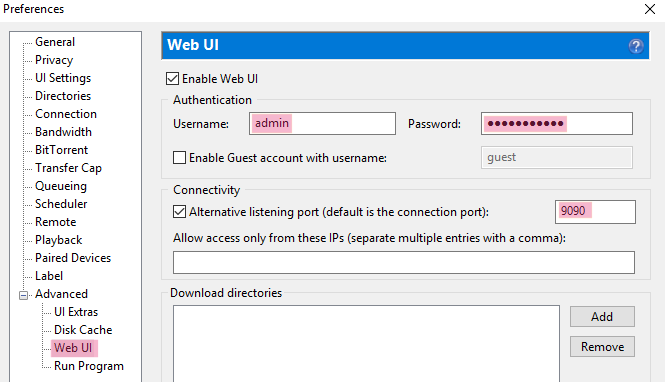 Preferences
General
Privacy
UI Settings
Directories
Connection
Bandwidth
BitTorrent
Transfer Cap
Queueing
Scheduler
Remote
Playback
Paired Devices
Label
Advanced
UI Extras
Disk Cache
Web UI
Run Program
Web UI
?
Enable Web UI
Authentication
Username: admin Password: ●●●●●●●●●●●
Enable Guest account with username: guest
Connectivity
Alternative listening port (default is the connection port): 9090
Allow access only from these IPs (separate multiple entries with a comma):
Download directories
Add
Remove